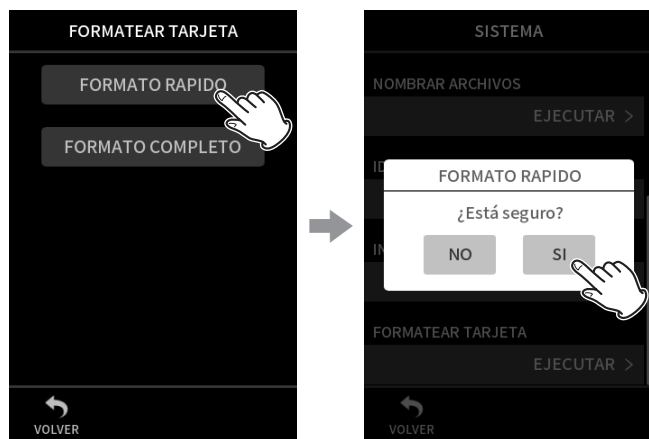 FORMATEAR TARJETA
FORMATO RAPIDO
FORMATO COMPLETO
VOLVER
SISTEMA
NOMBRAR ARCHIVOS
EJECUTAR >
FORMATO RAPIDO
¿Está seguro?
NO
SI
FORMATEAR TARJETA
EJECUTAR >
VOLVER